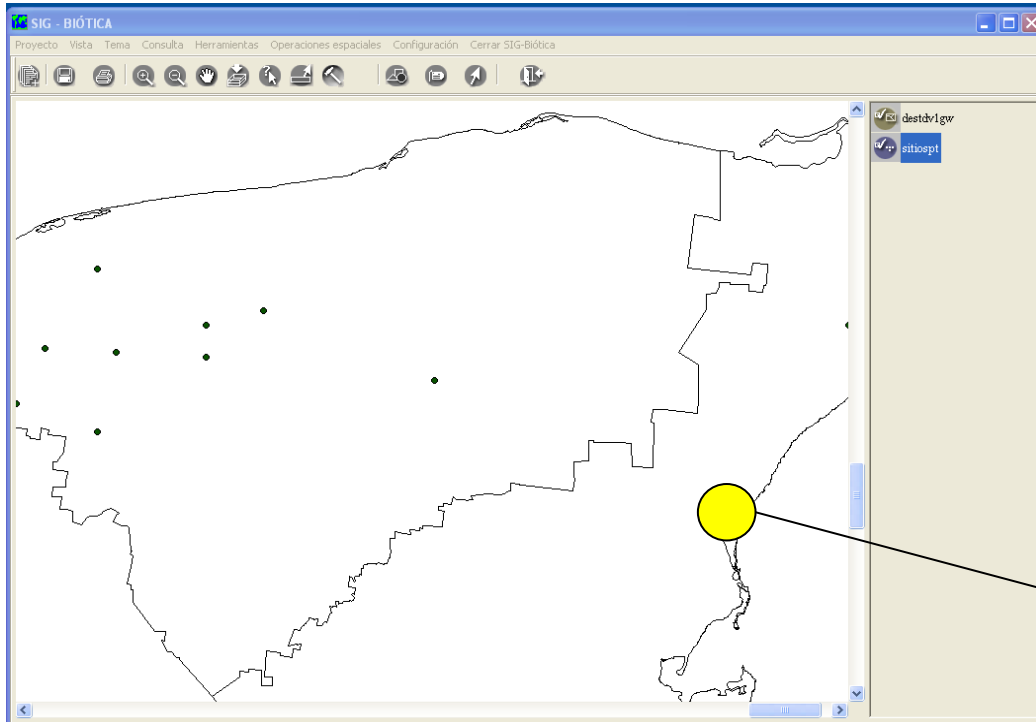 SIG - BIÓTICA
Proyecto Vista Tema Consulta Herramientas Operaciones espaciales Configuración Cerrar SIG-Biótica
destdv1gw
sitiospt